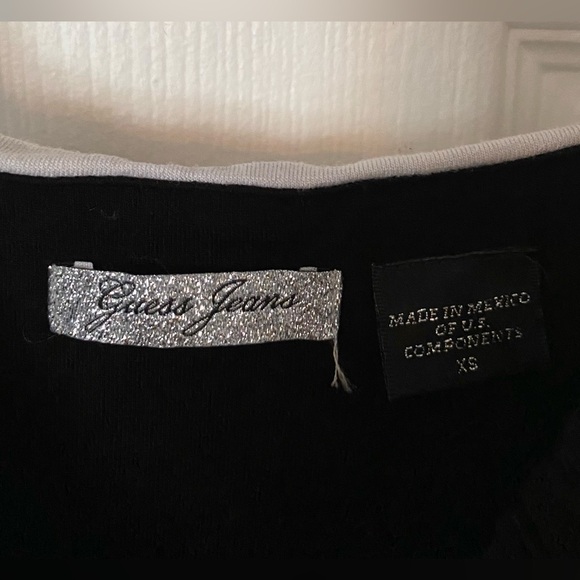 Guess Jeans
MADE IN MEXICO
OF U.S.
COMPONENTS
XS